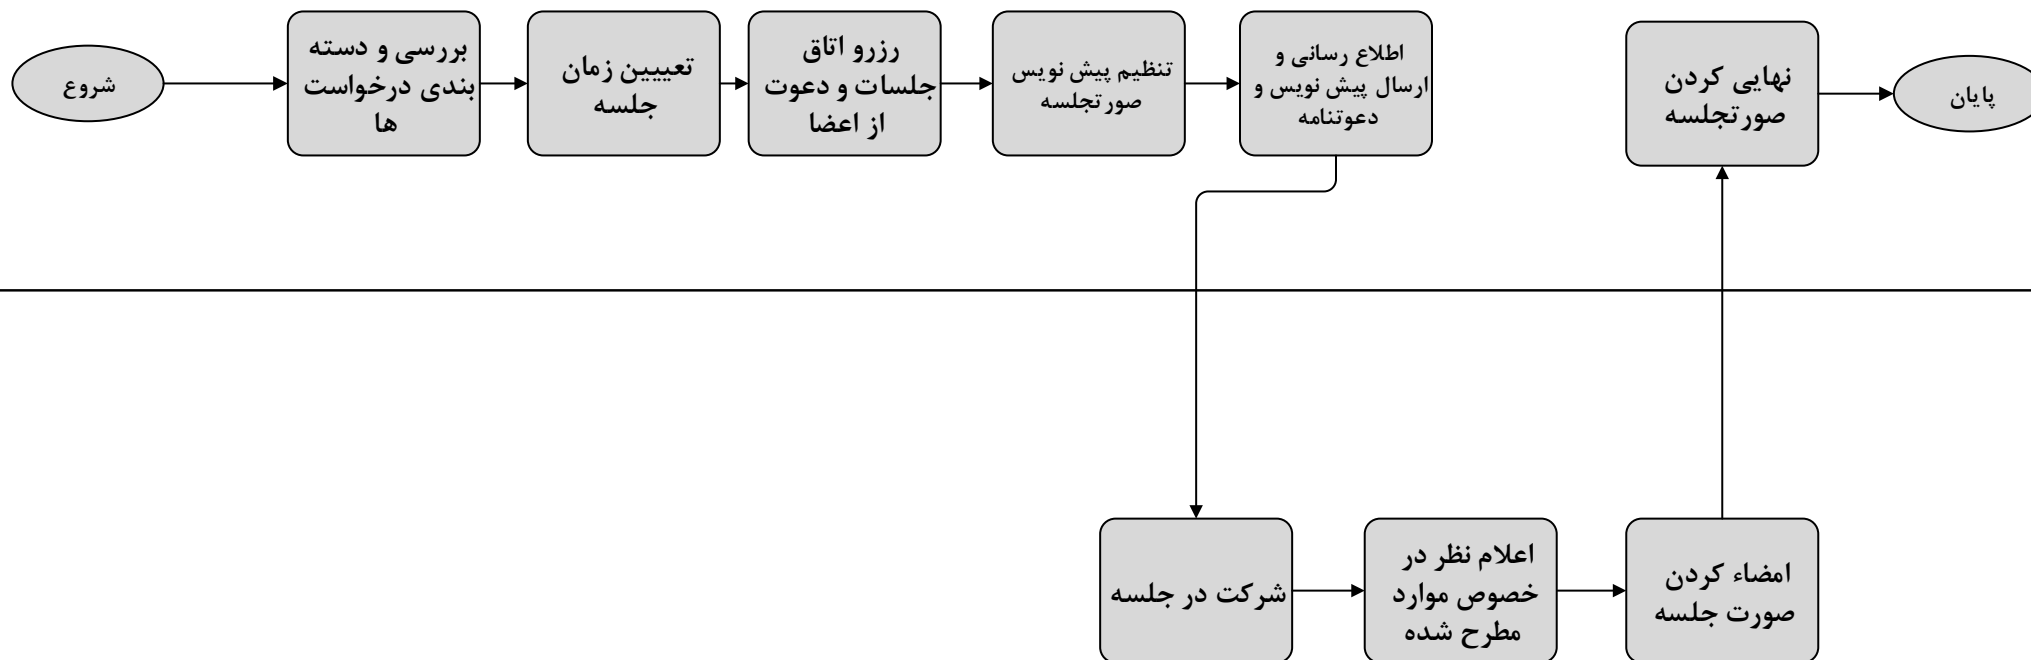 شروع
بررسی و دسته
بندی درخواست
ها
تعییین زمان
جلسه
رزرو اتاق
جلسات و دعوت
از اعضا
تنظیم پیش نویس
صورتجلسه
اطلاع رسانی و
ارسال پیش نویس و
دعوتنامه
نهایی کردن
صورتجلسه
پایان
شرکت در جلسه
اعلام نظر در
خصوص موارد
مطرح شده
امضاء کردن
صورت جلسه